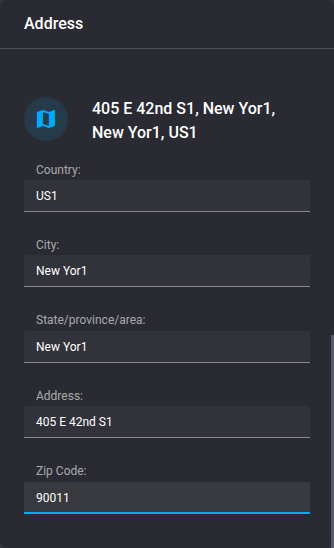 Address
405 E 42nd S1, New Yor1,
New Yor1, US1
Country:
US1
City:
New Yor1
State/province/area:
New Yor1
Address:
405 E 42nd S1
Zip Code:
90011